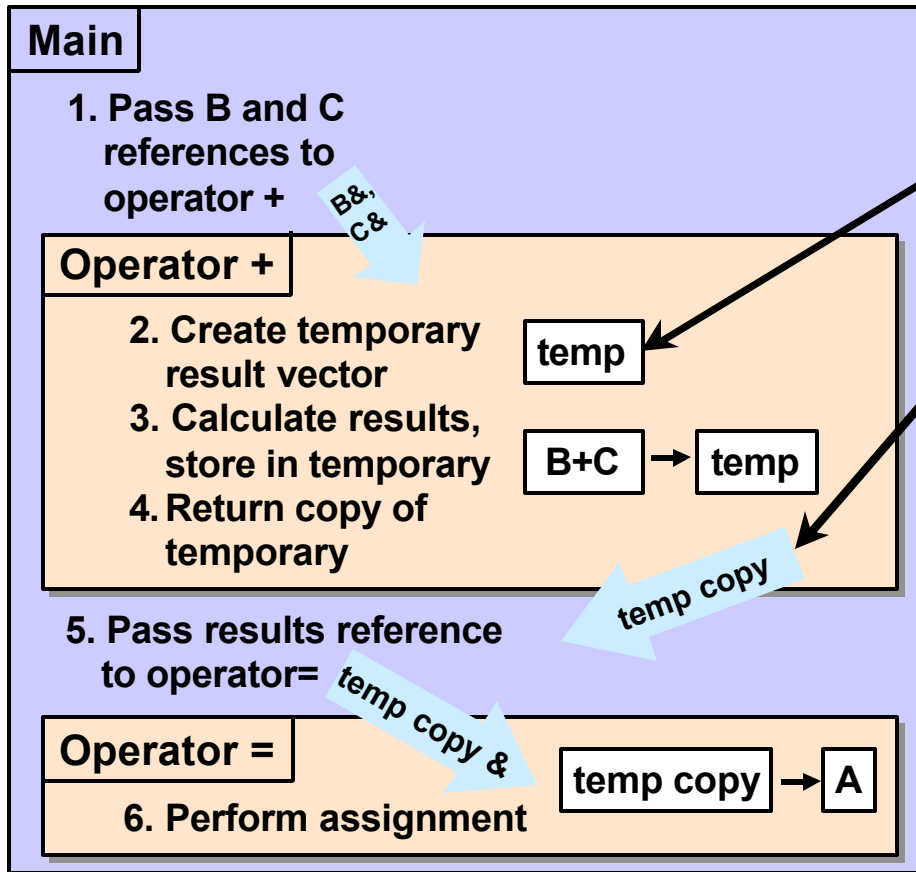 Main
1. Pass B and C
references to
operator +
B&,
C&
Operator +
2. Create temporary
result vector
temp
3. Calculate results,
store in temporary
B+C
temp
4. Return copy of
temporary
temp copy
5. Pass results reference
to operator=
temp copy &
Operator =
temp copy
A
6. Perform assignment